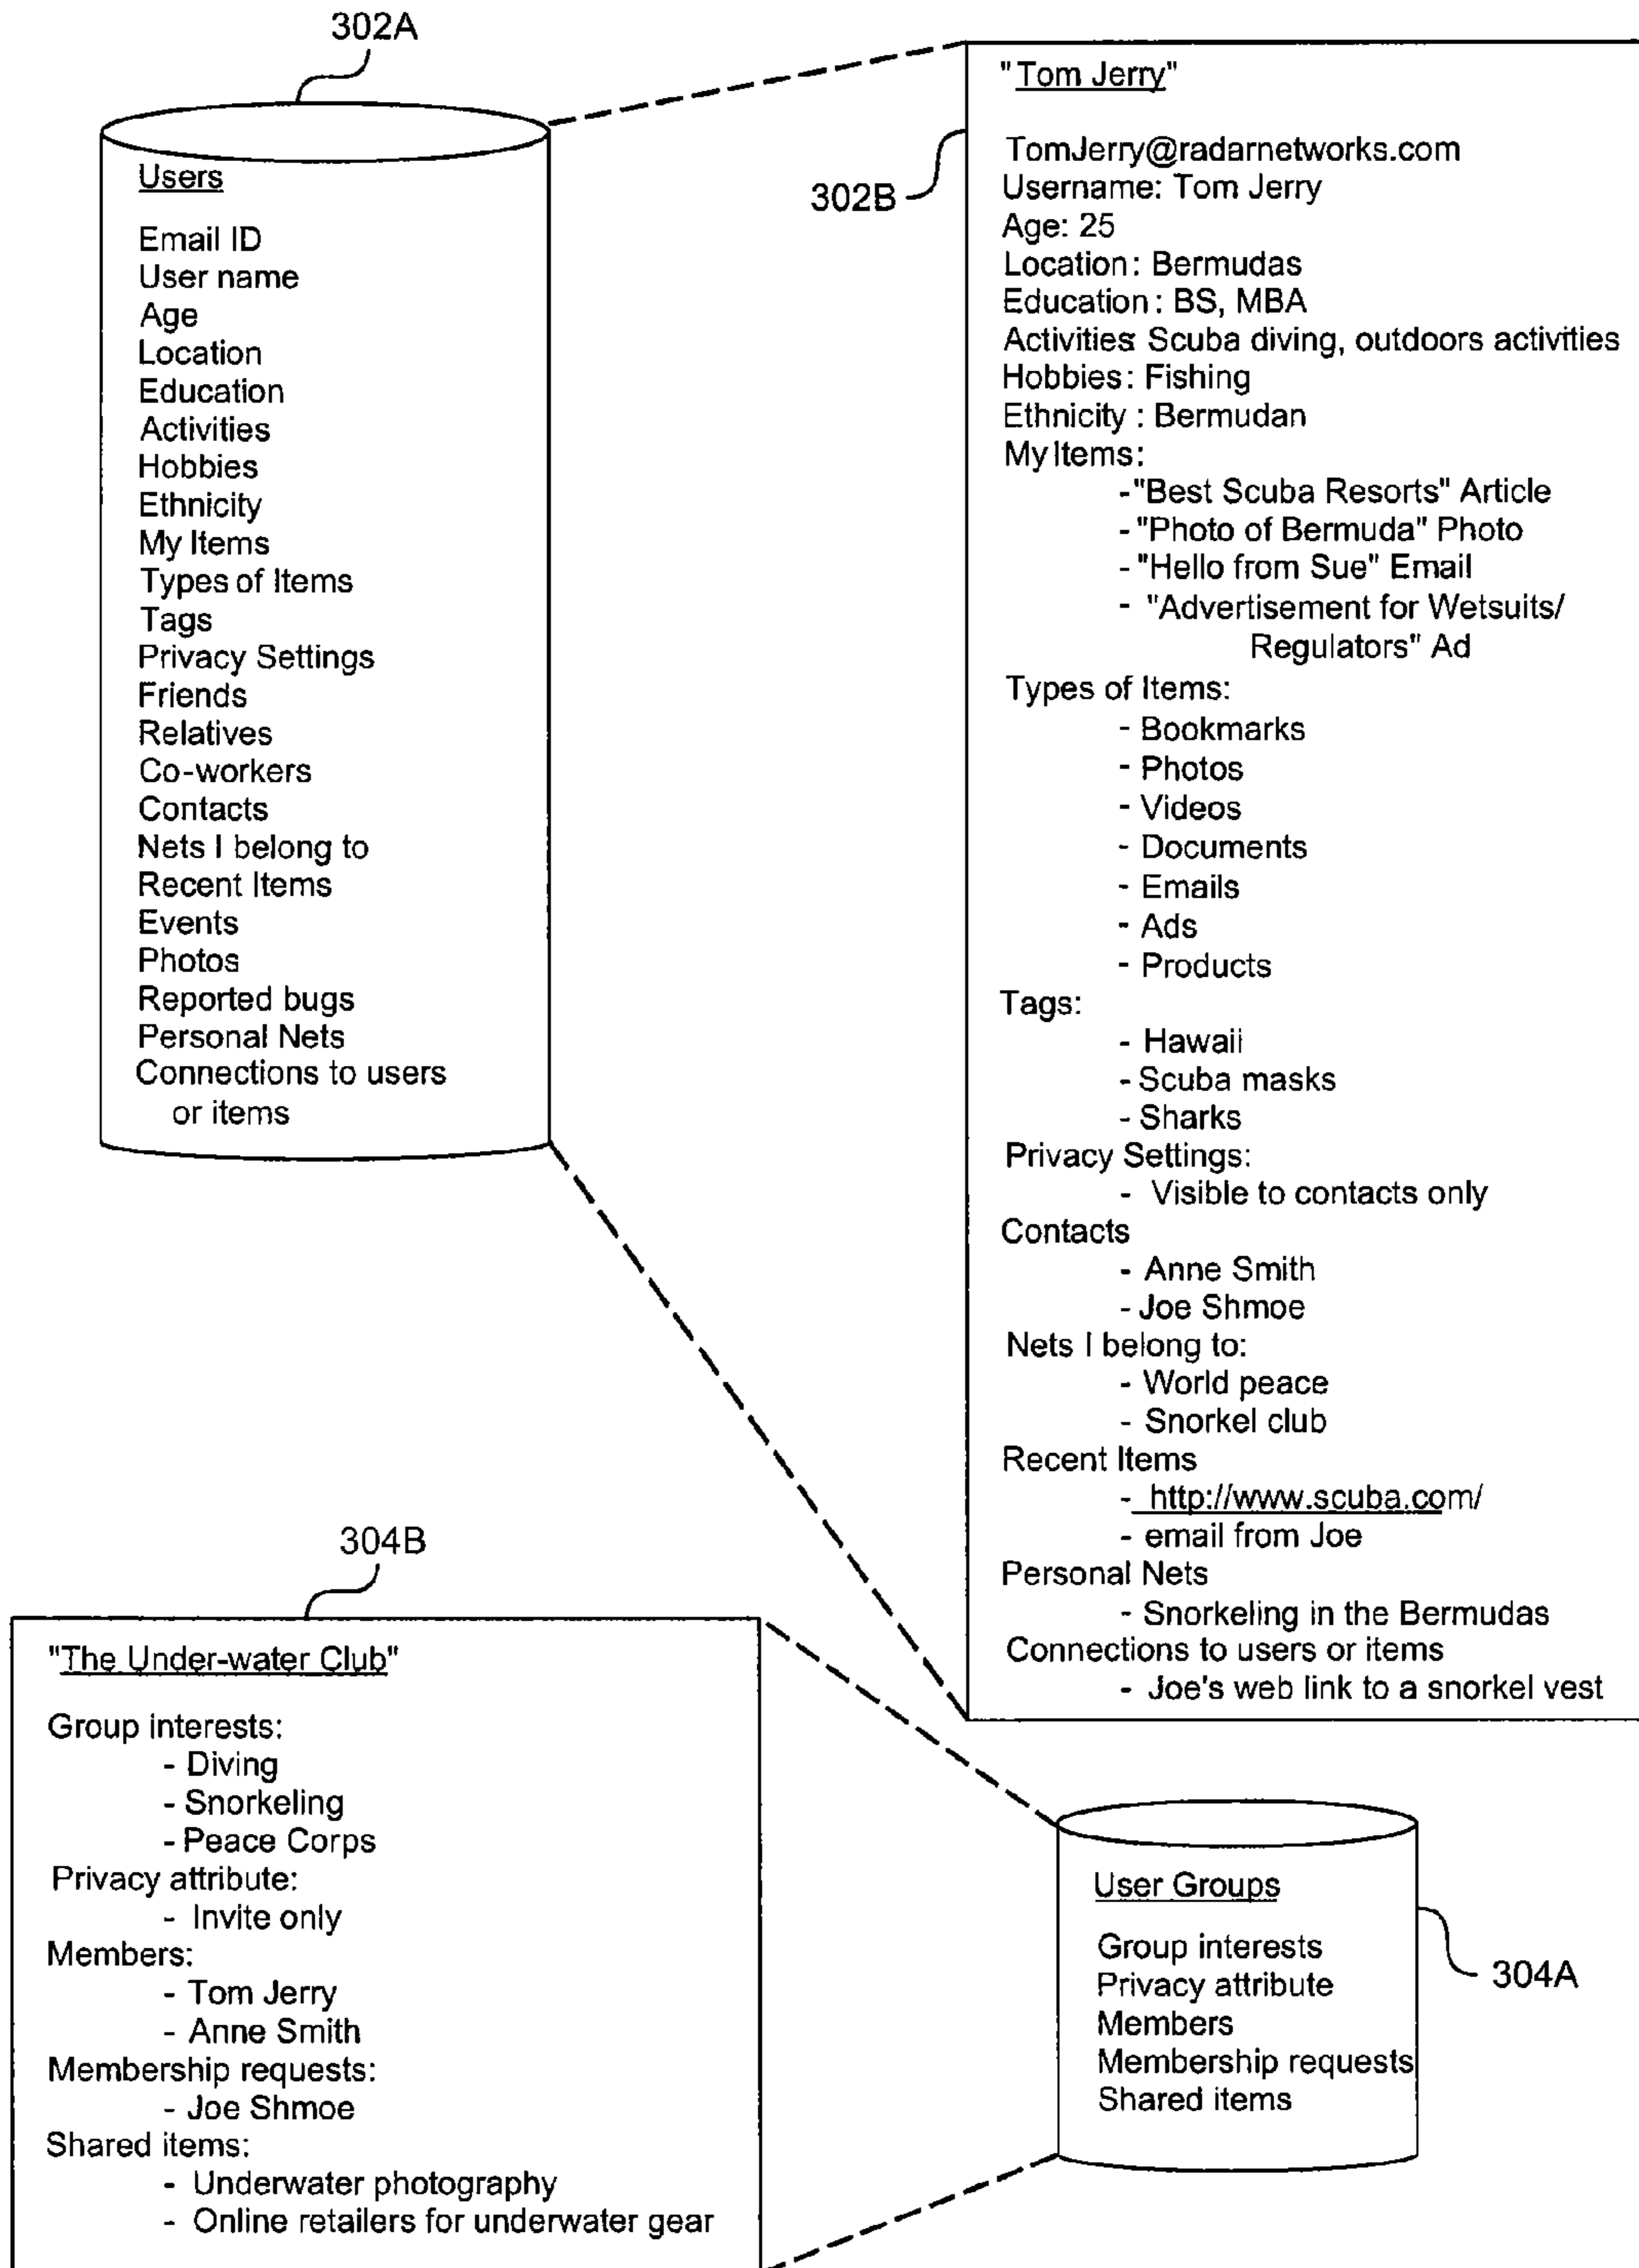 302A
Users
Email ID
User name
Age
Location
Education
Activities
Hobbies
Ethnicity
My Items
Types of Items
Tags
Privacy Settings
Friends
Relatives
Co-workers
Contacts
Nets I belong to
Recent Items
Events
Photos
Reported bugs
Personal Nets
Connections to users
or items
302B
"Tom Jerry"
TomJerry@radarnetworks.com
Username: Tom Jerry
Age: 25
Location: Bermudas
Education: BS, MBA
Activities: Scuba diving, outdoors activities
Hobbies: Fishing
Ethnicity : Bermudan
My Items:
-"Best Scuba Resorts" Article
- "Photo of Bermuda" Photo
- "Hello from Sue" Email
- "Advertisement for Wetsuits/
Regulators" Ad
Types of Items:
- Bookmarks
- Photos
- Videos
- Documents
- Emails
- Ads
- Products
Tags:
- Hawaii
- Scuba masks
- Sharks
Privacy Settings:
- Visible to contacts only
Contacts
- Anne Smith
- Joe Shmoe
Nets I belong to:
- World peace
- Snorkel club
Recent Items
- http://www.scuba.com/
- email from Joe
Personal Nets
- Snorkeling in the Bermudas
Connections to users or items
- Joe's web link to a snorkel vest
304B
"The Under-water Club"
Group interests:
- Diving
- Snorkeling
- Peace Corps
Privacy attribute:
- Invite only
Members:
- Tom Jerry
- Anne Smith
Membership requests:
- Joe Shmoe
Shared items:
- Underwater photography
- Online retailers for underwater gear
User Groups
Group interests
Privacy attribute
Members
Membership requests
Shared items
304A